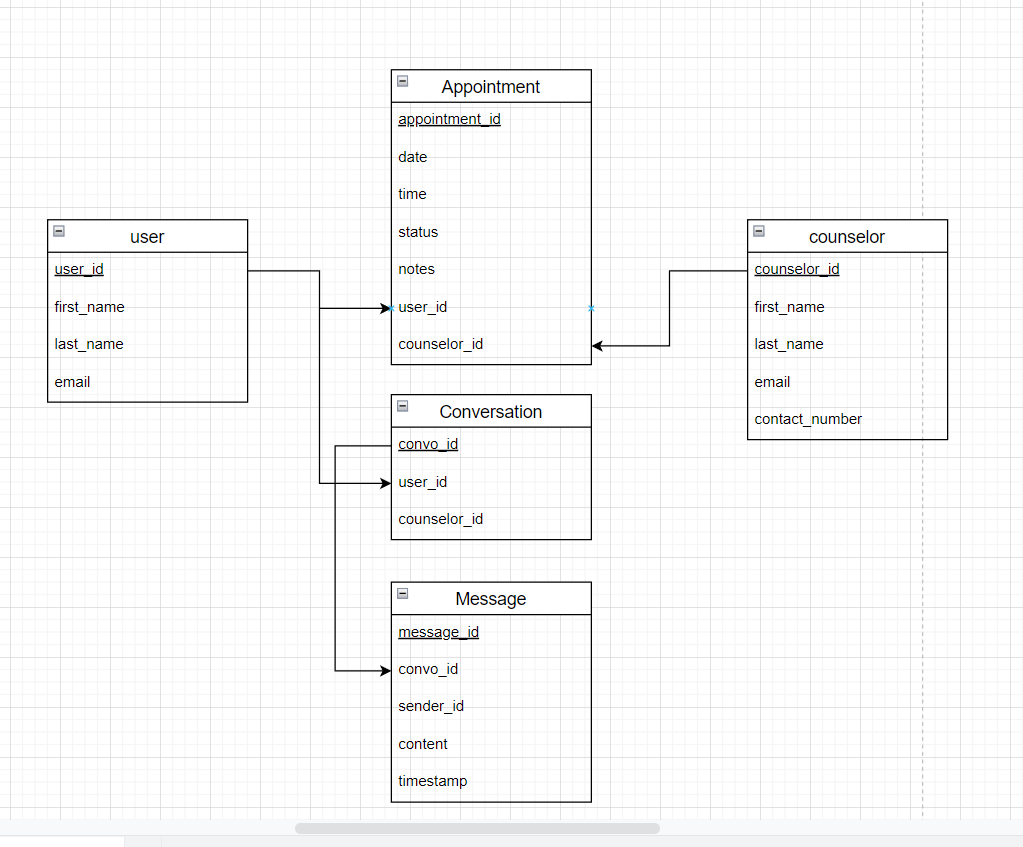 Appointment
appointment_id
date
time
status
notes
user_id
counselor_id
user
user_id
first_name
last_name
email
counselor
counselor_id
first_name
last_name
email
contact_number
Conversation
convo_id
user_id
counselor_id
Message
message_id
convo_id
sender_id
content
timestamp